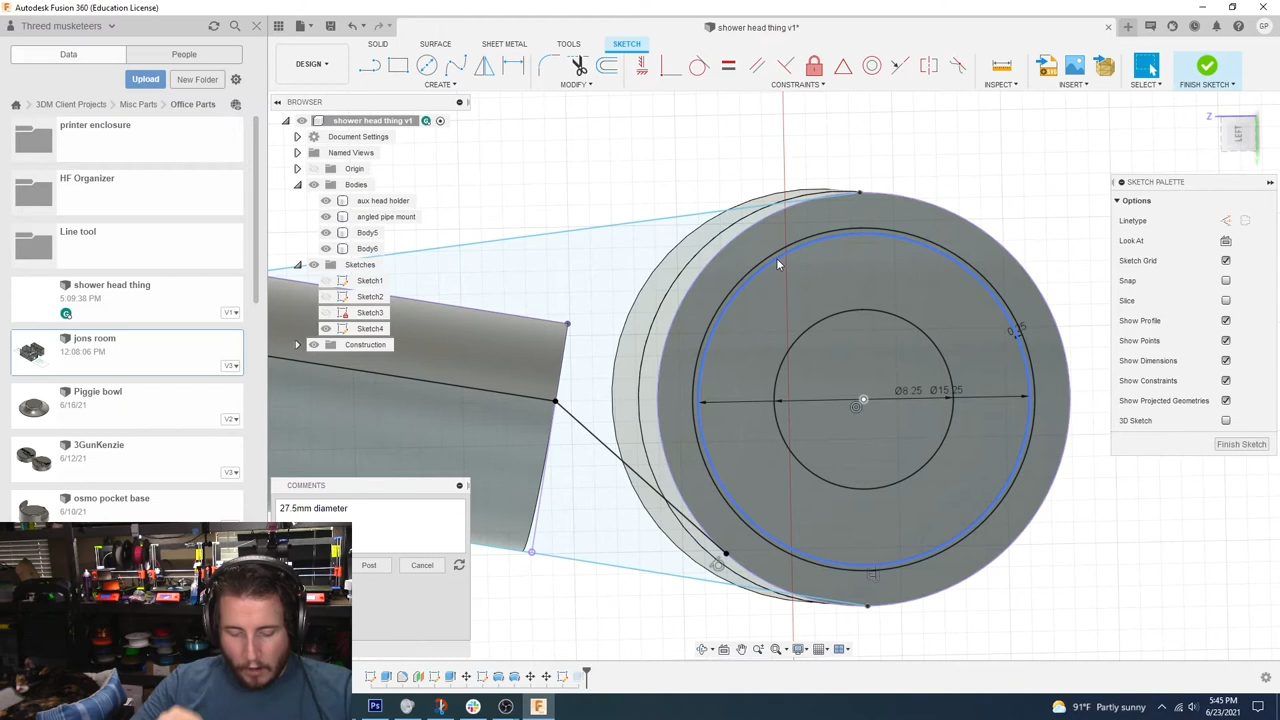 Autodesk Fusion 360 (Education License)
Threed musketeers
shower head thing v1*
GP
Data
People
Upload
New Folder
3DM Client Projects
Misc Parts
Office Parts
printer enclosure
HF Organizer
Line tool
shower head thing
5:09:38 PM
V1
jons room
12:08:06 PM
V3
Piggie bowl
6/16/21
V2
3GunKenzie
6/12/21
V3
osmo pocket base
6/10/21
SOLID
SURFACE
SHEET METAL
TOOLS
SKETCH
DESIGN
CREATE
MODIFY
CONSTRAINTS
INSPECT
INSERT
SELECT
FINISH SKETCH
BROWSER
shower head thing v1
Document Settings
Named Views
Origin
Bodies
aux head holder
angled pipe mount
Body5
Body6
Sketches
Sketch1
Sketch2
Sketch3
Sketch4
Construction
COMMENTS
27.5mm diameter
Post
Cancel
0.25
Ø8.25
Ø15.25
Z
LEFT
SKETCH PALETTE
Options
Linetype
Look At
Sketch Grid
Snap
Slice
Show Profile
Show Points
Show Dimensions
Show Constraints
Show Projected Geometries
3D Sketch
Finish Sketch
Ps
91°F Partly sunny
5:45 PM
6/23/2021